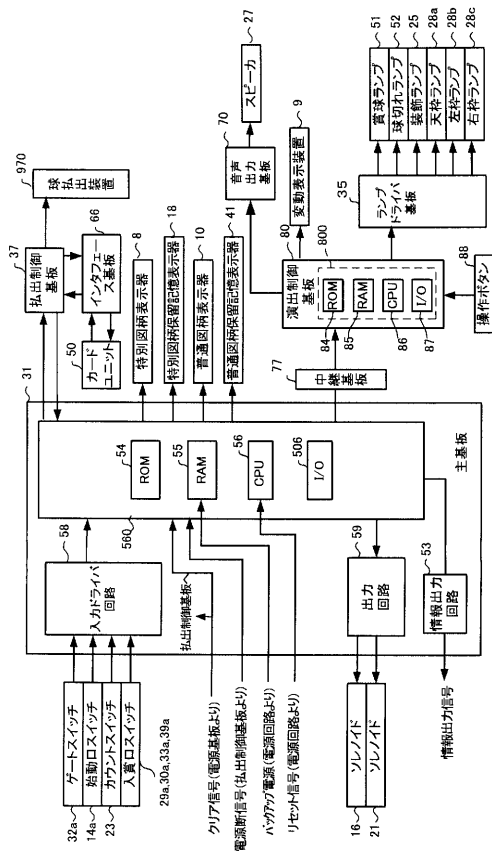 32a
ゲートスイッチ
14a
始動口スイッチ
23
カウントスイッチ
入賞口スイッチ
29a,30a,33a,39a
58
入力ドライバ
回路
クリア信号(電源基板より)
払出制御基板へ
電源断信号(払出制御基板より)
バックアップ電源(電源回路より)
リセット信号(電源回路より)
16
ソレノイド
21
ソレノイド
59
出力
回路
53
情報出力
回路
情報出力信号
31
主基板
560
54
ROM
55
RAM
56
CPU
506
I/O
37
払出制御
基板
970
球払出装置
66
インタフェース基板
50
カード
ユニット
8
特別図柄表示器
18
特別図柄保留記憶表示器
10
普通図柄表示器
41
普通図柄保留記憶表示器
77
中継基板
80
演出制御
基板
800
84
ROM
85
RAM
86
CPU
87
I/O
88
操作ボタン
9
変動表示装置
70
音声
出力
基板
27
スピーカ
35
ランプ
ドライバ
基板
賞球ランプ
51
球切れランプ
52
装飾ランプ
25
天枠ランプ
28a
左枠ランプ
28b
右枠ランプ
28c